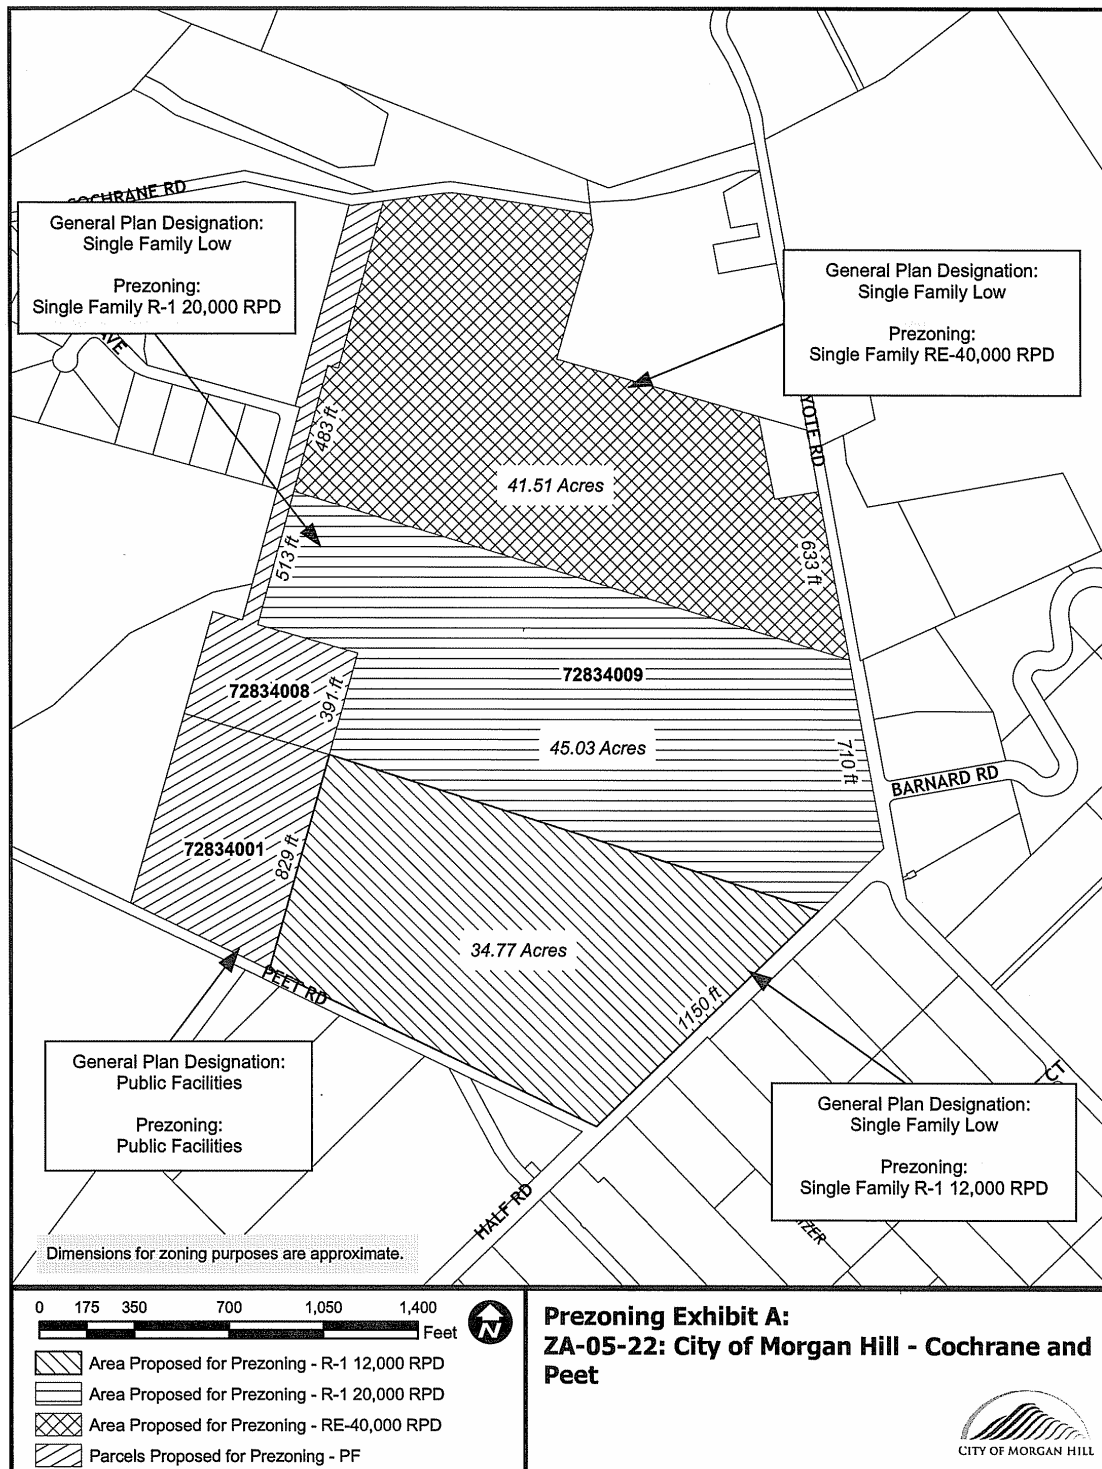 COCHRANE RD
General Plan Designation:
Single Family Low
Prezoning:
Single Family R-1 20,000 RPD
AVE
General Plan Designation:
Single Family Low
Prezoning:
Single Family RE-40,000 RPD
YOTE RD
483 ft
41.51 Acres
513 ft
633 ft
72834009
72834008
391 ft
45.03 Acres
710 ft
BARNARD RD
72834001
829 ft
34.77 Acres
PEET RD
1150 ft
General Plan Designation:
Public Facilities
Prezoning:
Public Facilities
CT
General Plan Designation:
Single Family Low
Prezoning:
Single Family R-1 12,000 RPD
HALF RD
Dimensions for zoning purposes are approximate.
0 175 350 700 1,050 1,400
Feet
N
Area Proposed for Prezoning - R-1 12,000 RPD
Area Proposed for Prezoning - R-1 20,000 RPD
Area Proposed for Prezoning - RE-40,000 RPD
Parcels Proposed for Prezoning - PF
Prezoning Exhibit A:
ZA-05-22: City of Morgan Hill - Cochrane and
Peet
CITY OF MORGAN HILL